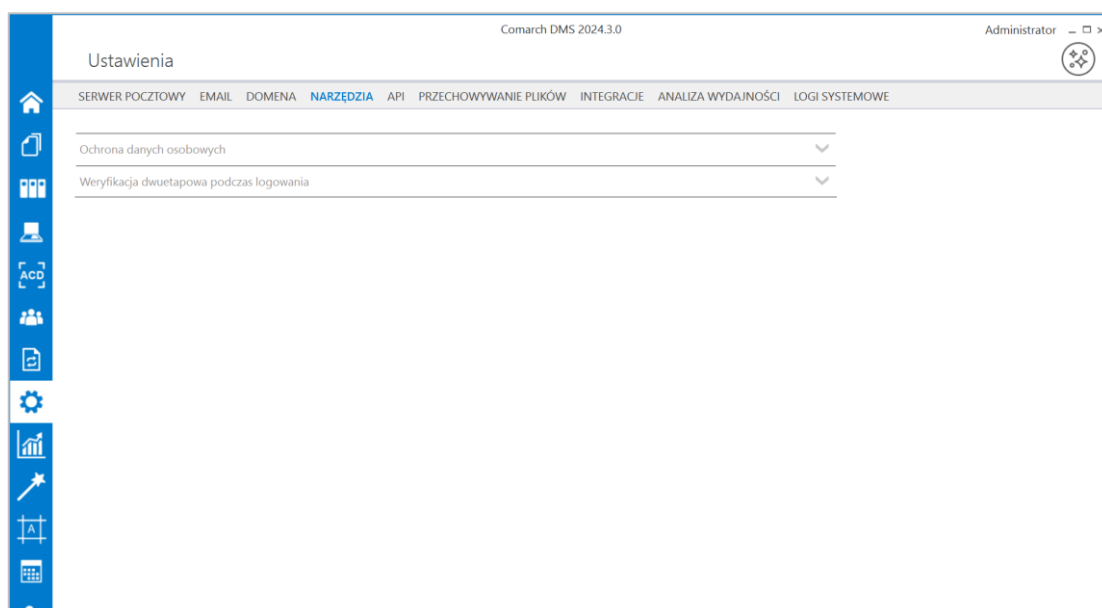 Comarch DMS 2024.3.0
Administrator
Ustawienia
SERWER POCZTOWY EMAIL DOMENA NARZĘDZIA API PRZECHOWYWANIE PLIKÓW INTEGRACJE ANALIZA WYDAJNOŚCI LOGI SYSTEMOWE
Ochrona danych osobowych
Weryfikacja dwuetapowa podczas logowania
ACD
A